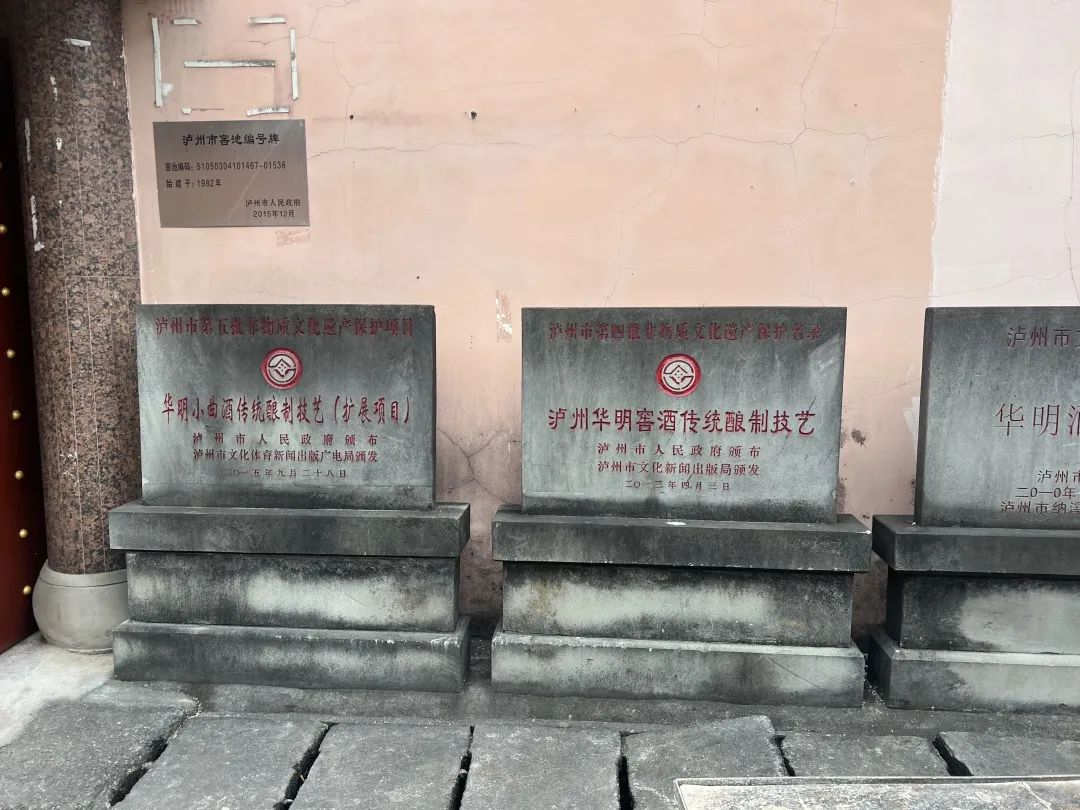 泸州市窖池编号牌
窖池编码：51050304101467-01536
始建于：1982年
泸州市人民政府
2015年12月
泸州市第五批非物质文化遗产保护项目
华明小曲酒传统酿制技艺（扩展项目）
泸州市人民政府颁布
泸州市文化体育新闻出版广电局颁发
二〇一五年九月二十八日
泸州市第四批非物质文化遗产保护名录
泸州华明窖酒传统酿制技艺
泸州市人民政府颁布
泸州市文化新闻出版局颁发
二〇一三年四月三日
泸州市文
华明酒
泸州市
二〇一〇年
泸州市纳溪